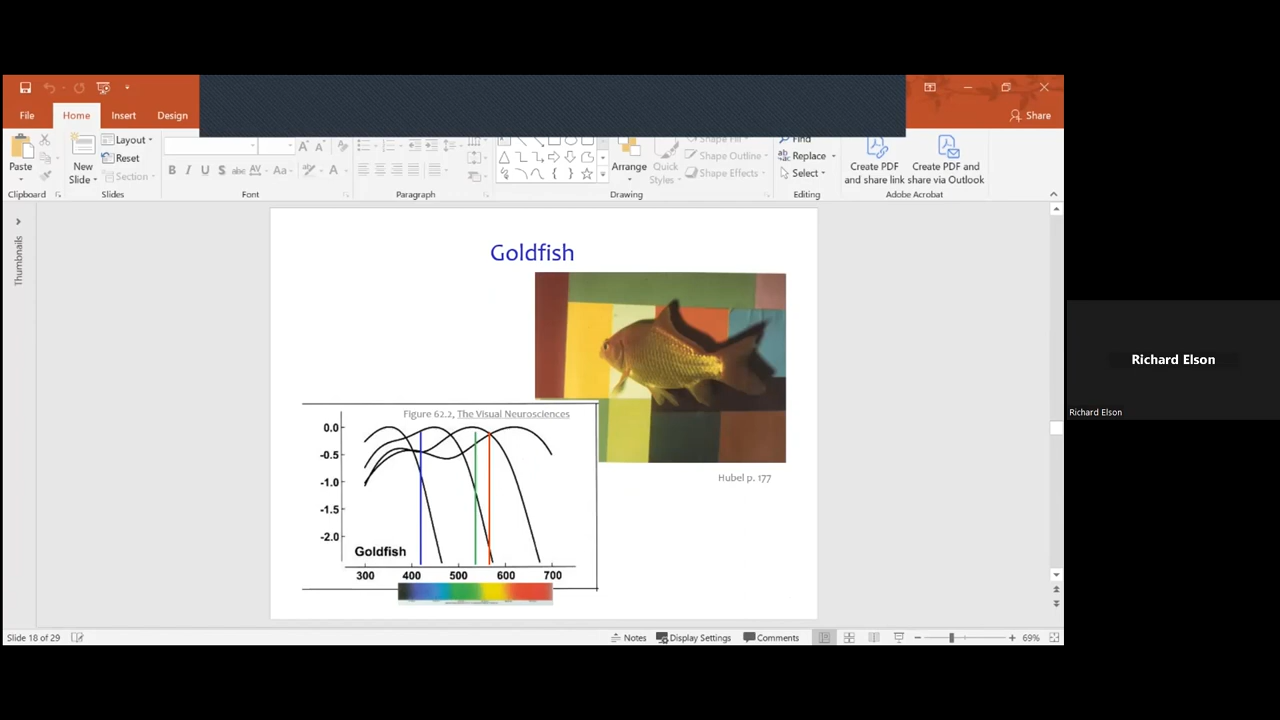 File
Home
Insert
Design
Share
Paste
New
Slide
Layout
Reset
Section
Arrange
Quick
Styles
Shape Fill
Shape Outline
Shape Effects
Find
Replace
Select
Create PDF
and share link
Create PDF and
share via Outlook
Clipboard
Slides
Font
Paragraph
Drawing
Editing
Adobe Acrobat
Thumbnails
Goldfish
Hubel p. 177
Figure 62.2, The Visual Neurosciences
0.0
-0.5
-1.0
-1.5
-2.0
Goldfish
300 400 500 600 700
Richard Elson
Richard Elson
Slide 18 of 29
Notes
Display Settings
Comments
69%